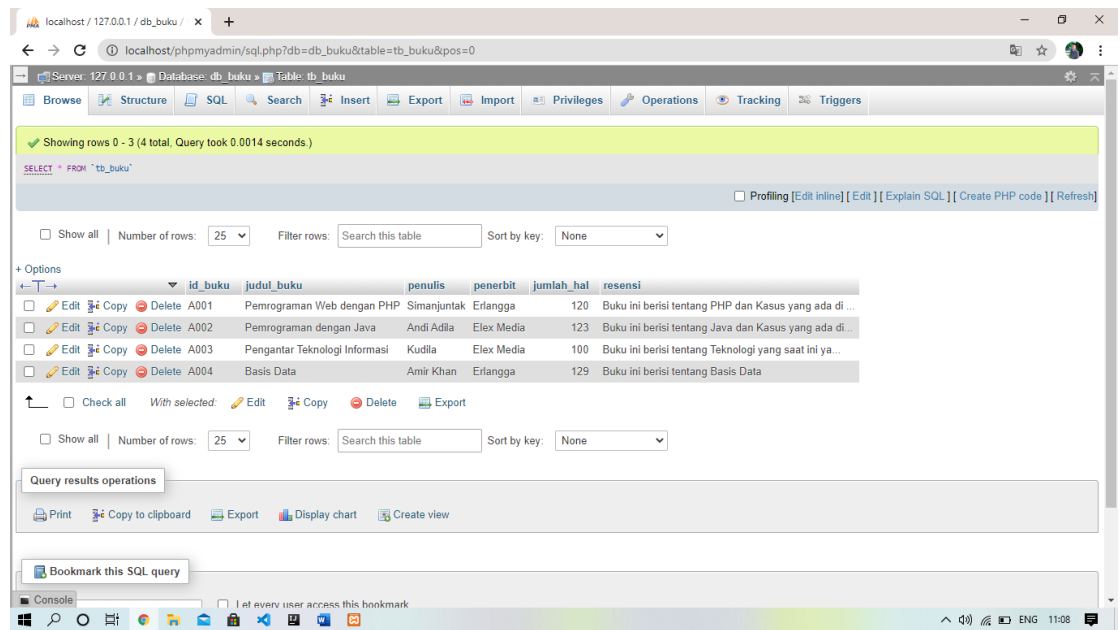 localhost / 127.0.0.1 / db_buku /
localhost/phpmyadmin/sql.php?db=db_buku&table=tb_buku&pos=0
Server: 127.0.0.1 » Database: db_buku » Table: tb_buku
Browse Structure SQL Search Insert Export Import Privileges Operations Tracking Triggers
Showing rows 0 - 3 (4 total, Query took 0.0014 seconds.)
SELECT * FROM `tb_buku`
Profiling [Edit inline] [ Edit ] [ Explain SQL ] [ Create PHP code ] [ Refresh]
Show all | Number of rows: 25 Filter rows: Search this table Sort by key: None
+ Options
←T→ id_buku judul_buku penulis penerbit jumlah_hal resensi
Edit Copy Delete A001 Pemrograman Web dengan PHP Simanjuntak Erlangga 120 Buku ini berisi tentang PHP dan Kasus yang ada di ...
Edit Copy Delete A002 Pemrograman dengan Java Andi Adila Elex Media 123 Buku ini berisi tentang Java dan Kasus yang ada di...
Edit Copy Delete A003 Pengantar Teknologi Informasi Kudila Elex Media 100 Buku ini berisi tentang Teknologi yang saat ini ya...
Edit Copy Delete A004 Basis Data Amir Khan Erlangga 129 Buku ini berisi tentang Basis Data
Check all With selected: Edit Copy Delete Export
Show all | Number of rows: 25 Filter rows: Search this table Sort by key: None
Query results operations
Print Copy to clipboard Export Display chart Create view
Bookmark this SQL query
Console
Let every user access this bookmark
ENG 11:08